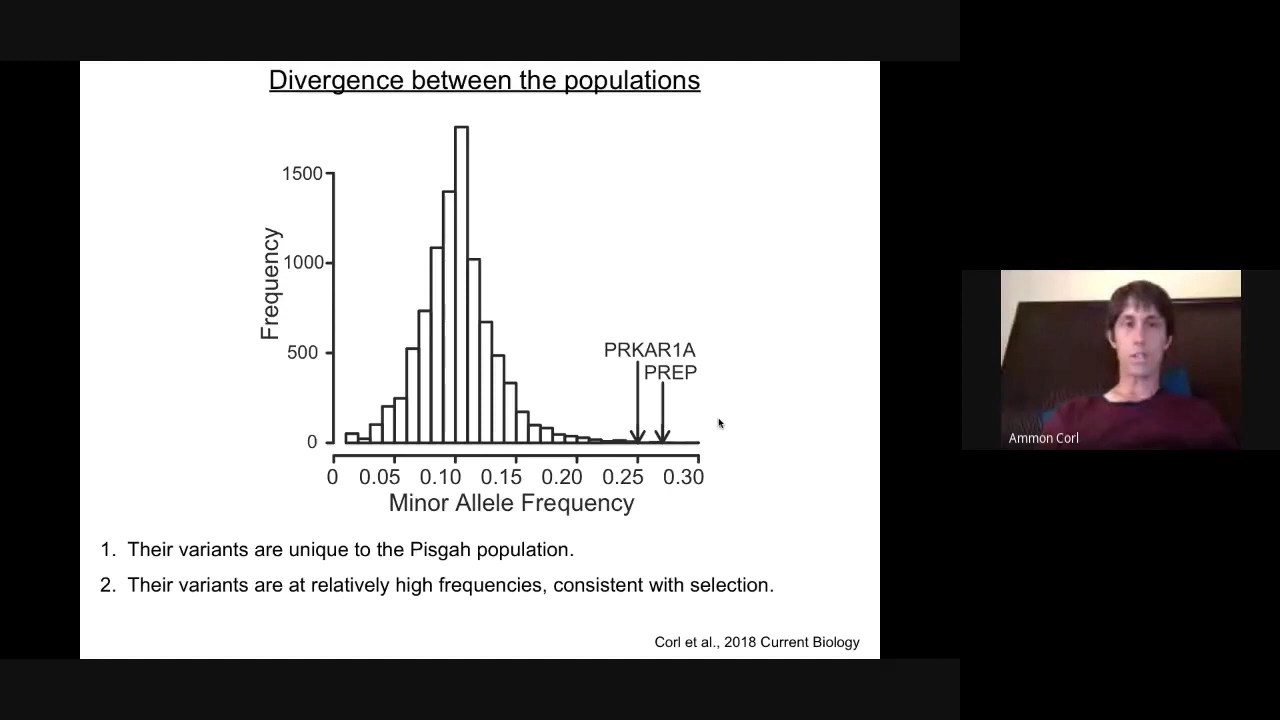 Divergence between the populations
1500
1000
500
0
Frequency
PRKAR1A
PREP
0 0.05 0.10 0.15 0.20 0.25 0.30
Minor Allele Frequency
1. Their variants are unique to the Pisgah population.
2. Their variants are at relatively high frequencies, consistent with selection.
Corl et al., 2018 Current Biology
Ammon Corl